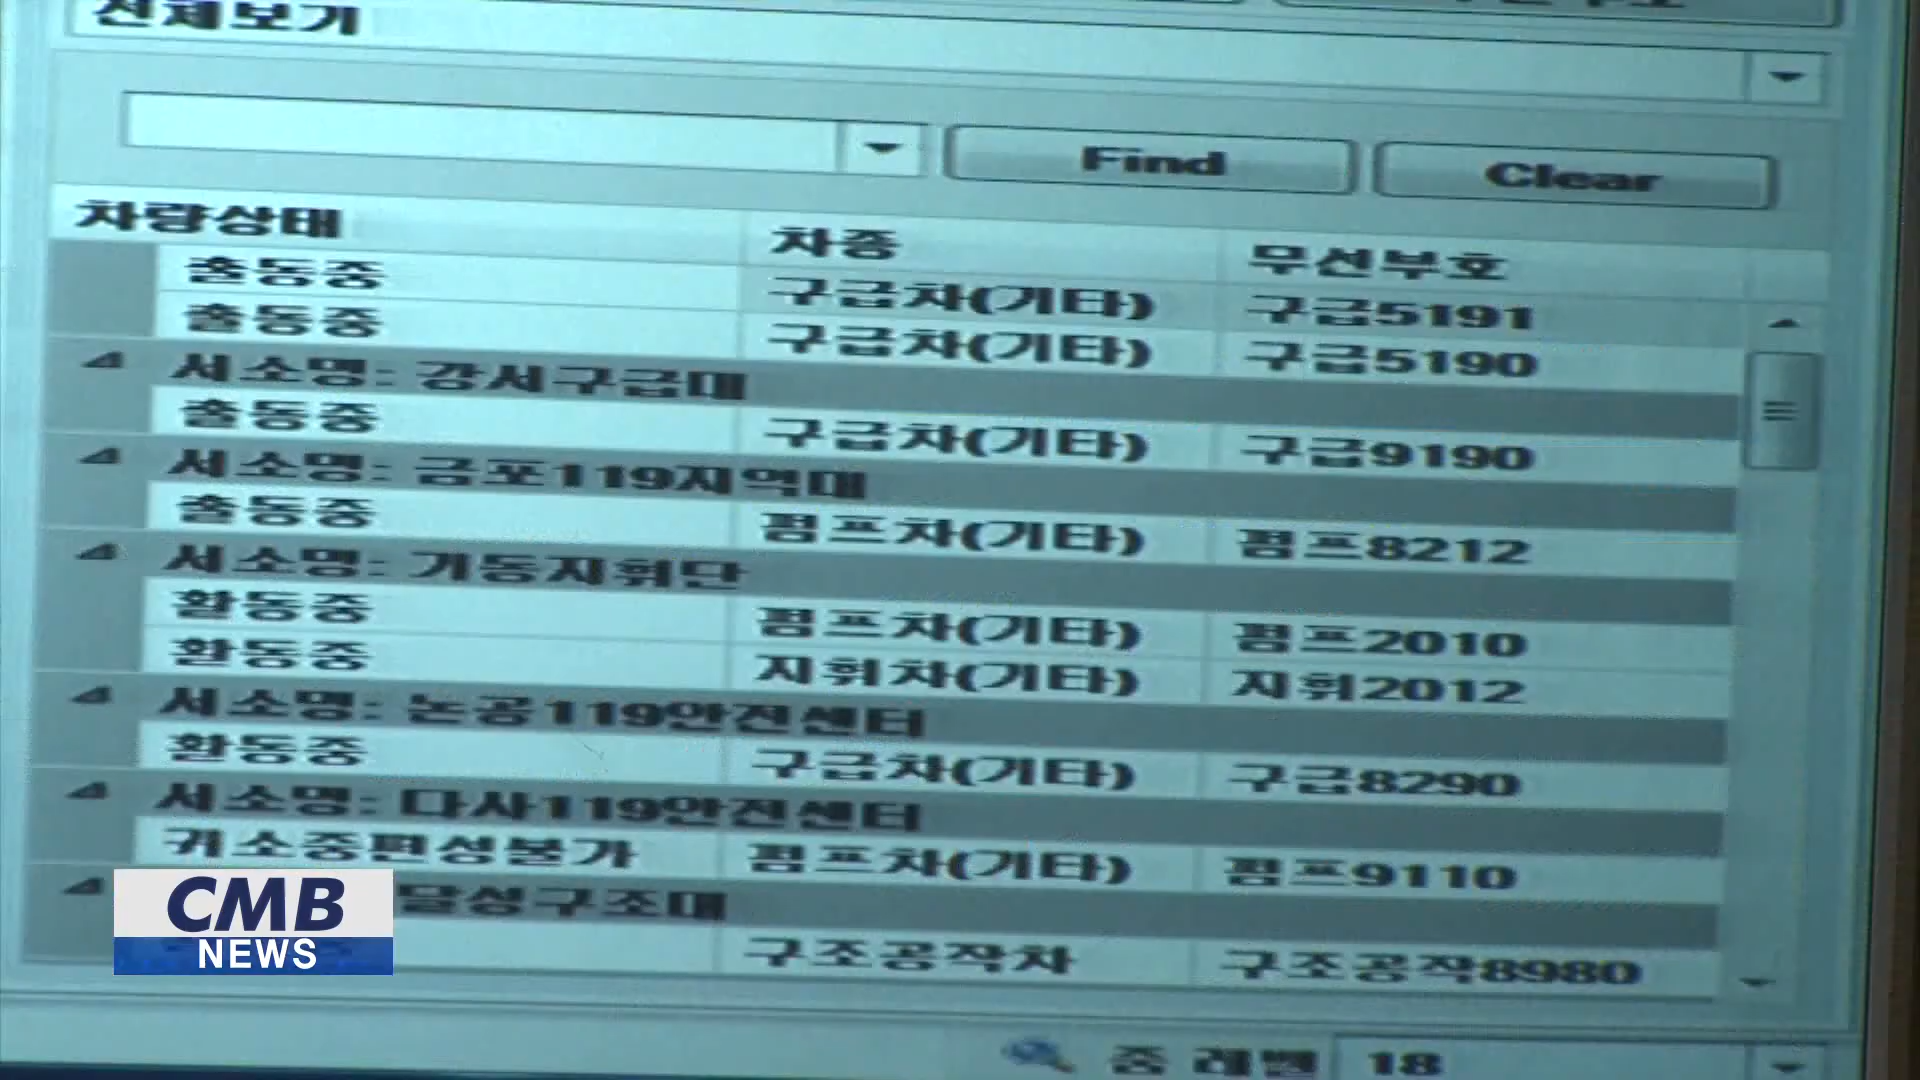 전체보기
Find Clear
차량상태 차종 무선부호
출동중 구급차(기타) 구급5191
출동중 구급차(기타) 구급5190
서소명: 강서구급대
출동중 구급차(기타) 구급9190
서소명: 금포119지역대
출동중 펌프차(기타) 펌프8212
서소명: 기동지휘단
활동중 펌프차(기타) 펌프2010
활동중 지휘차(기타) 지휘2012
서소명: 논공119안전센터
활동중 구급차(기타) 구급8290
서소명: 다사119안전센터
귀소중편성불가 펌프차(기타) 펌프9110
달성구조대
구조공작차 구조공작8980
줌 레벨 18
CMB
NEWS